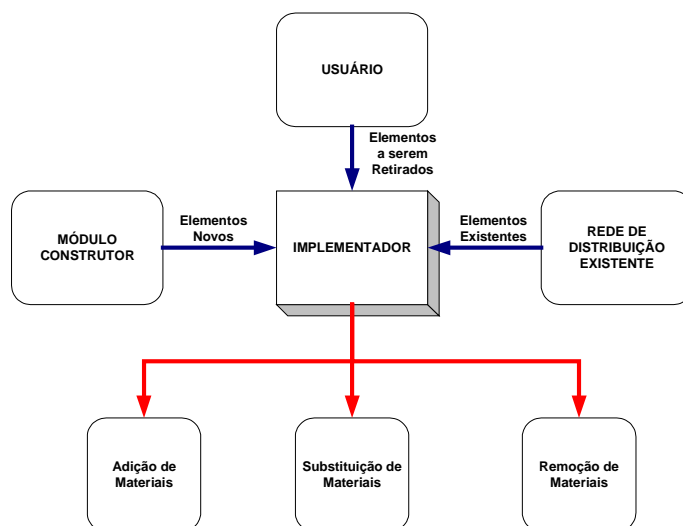 USUÁRIO
Elementos
a serem
Retirados
MÓDULO
CONSTRUTOR
Elementos
Novos
IMPLEMENTADOR
Elementos
Existentes
REDE DE
DISTRIBUIÇÃO
EXISTENTE
Adição de
Materiais
Substituição de
Materiais
Remoção de
Materiais